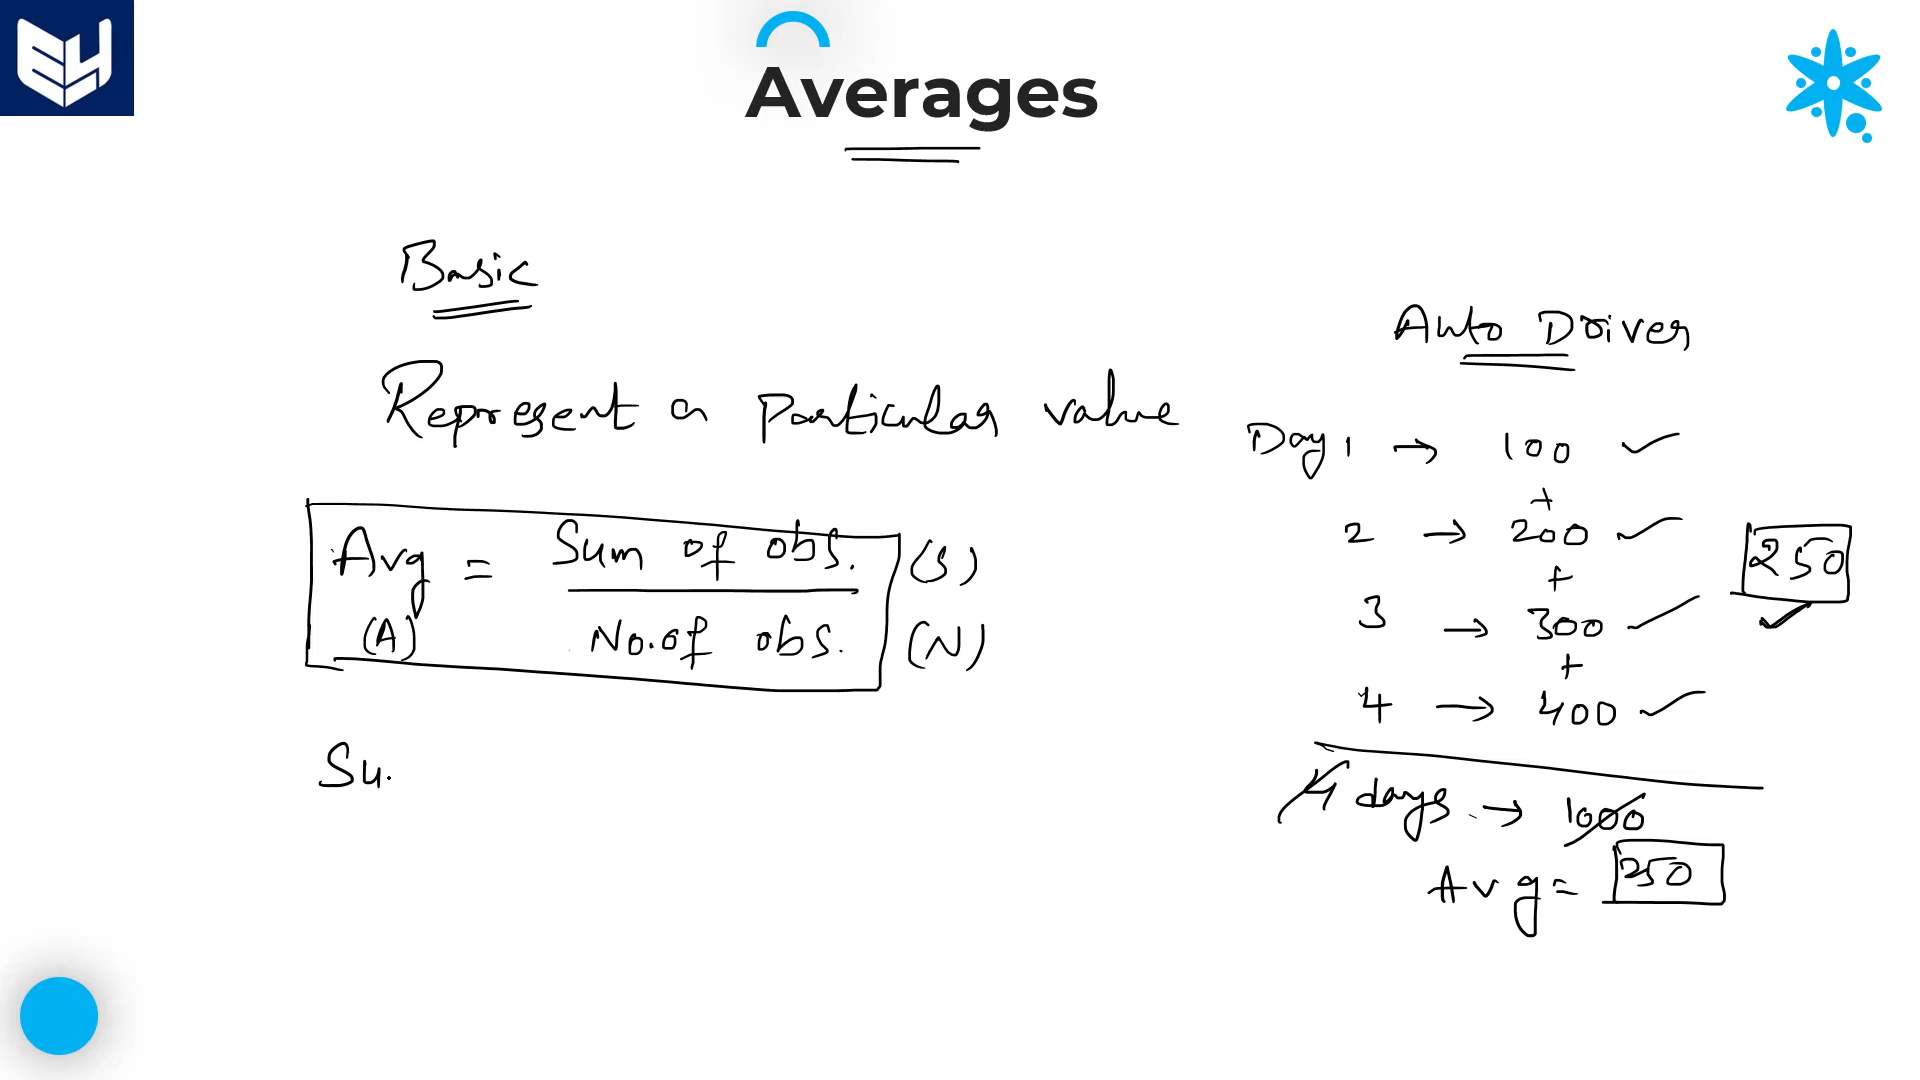 Averages
Basic
Represent a particular value
Avg = Sum of obs. (S)
(A) No. of obs. (N)
Su.
Auto Driver
Day 1 → 100 ✓
+
2 → 200 ✓
+
3 → 300 ✓
+
4 → 400 ✓
250 ✓
4 days → 1000
Avg = 250